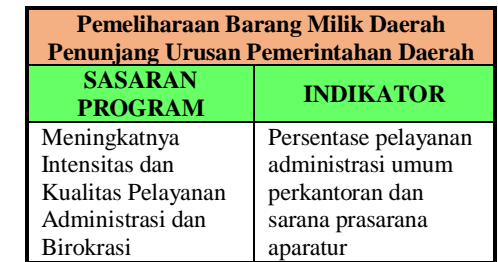 Pemeliharaan Barang Milik Daerah
Penunjang Urusan Pemerintahan Daerah
SASARAN
PROGRAM
INDIKATOR
Meningkatnya
Intensitas dan
Kualitas Pelayanan
Administrasi dan
Birokrasi
Persentase pelayanan
administrasi umum
perkantoran dan
sarana prasarana
aparatur